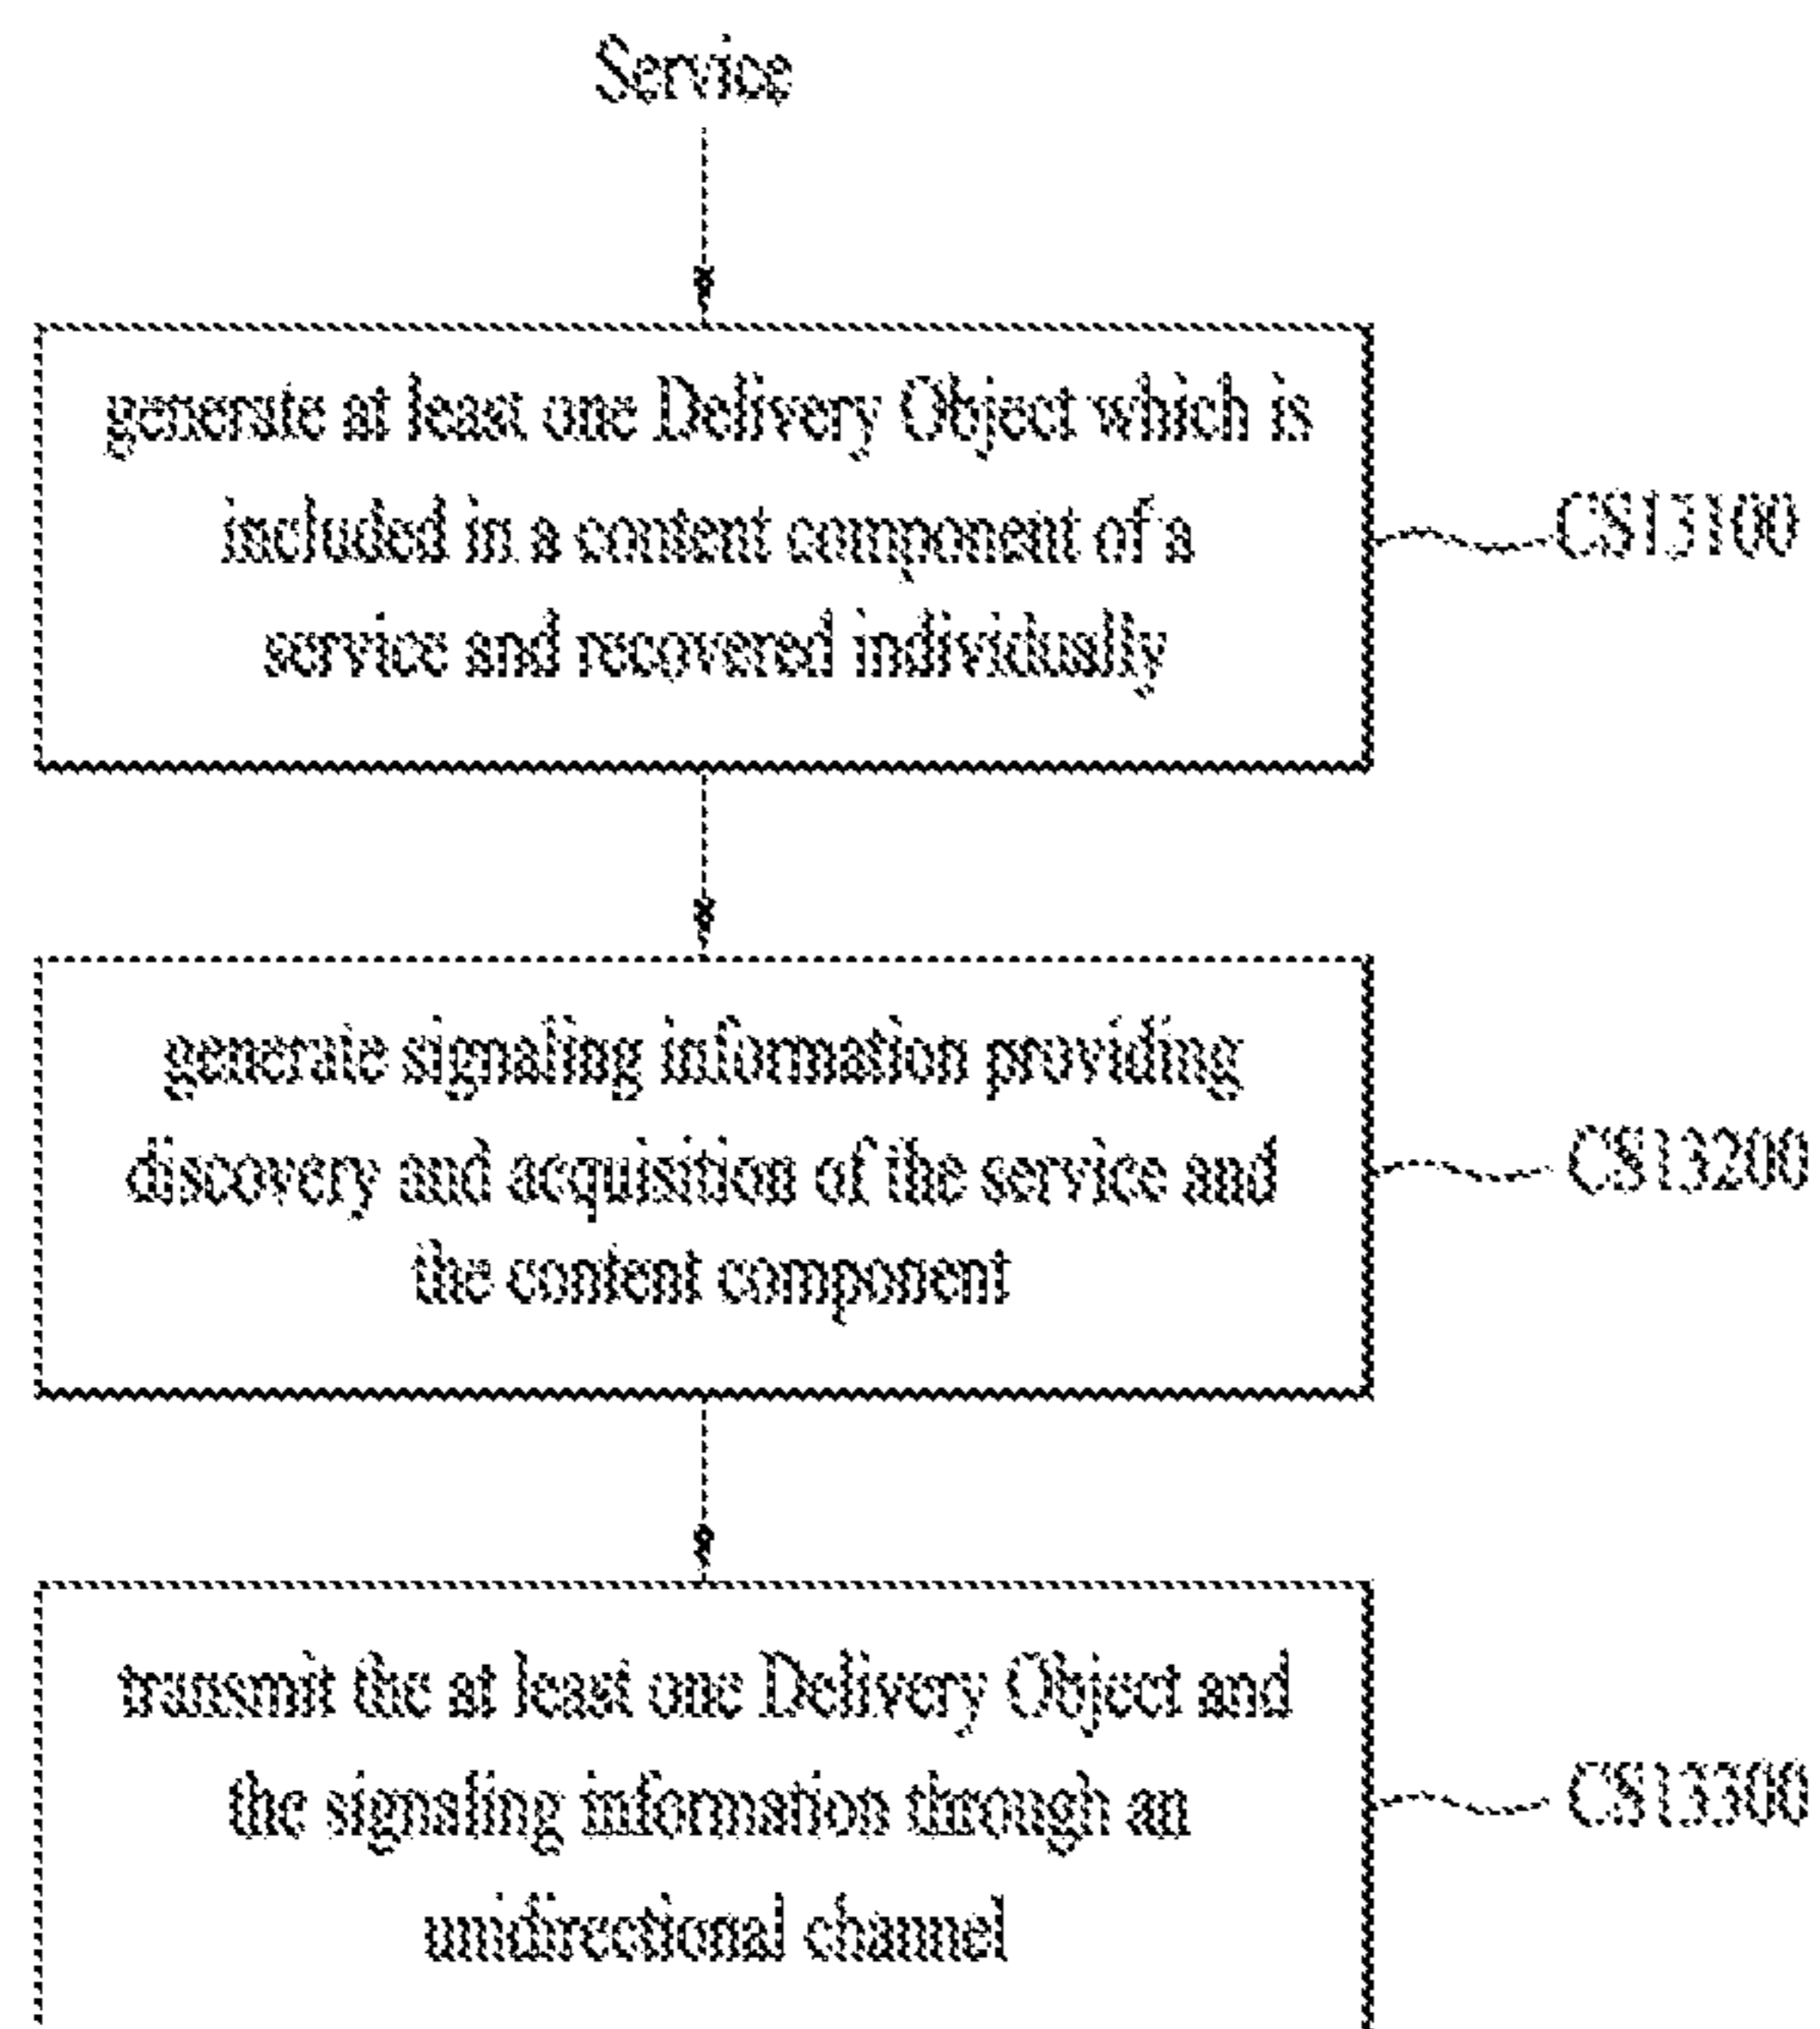 Service
generate at least one Delivery Object which is
included in a content component of a
service and recovered individually
CS13100
generate signaling information providing
discovery and acquisition of the service and
the content component
CS13200
transmit the at least one Delivery Object and
the signaling information through an
unidirectional channel
CS13300